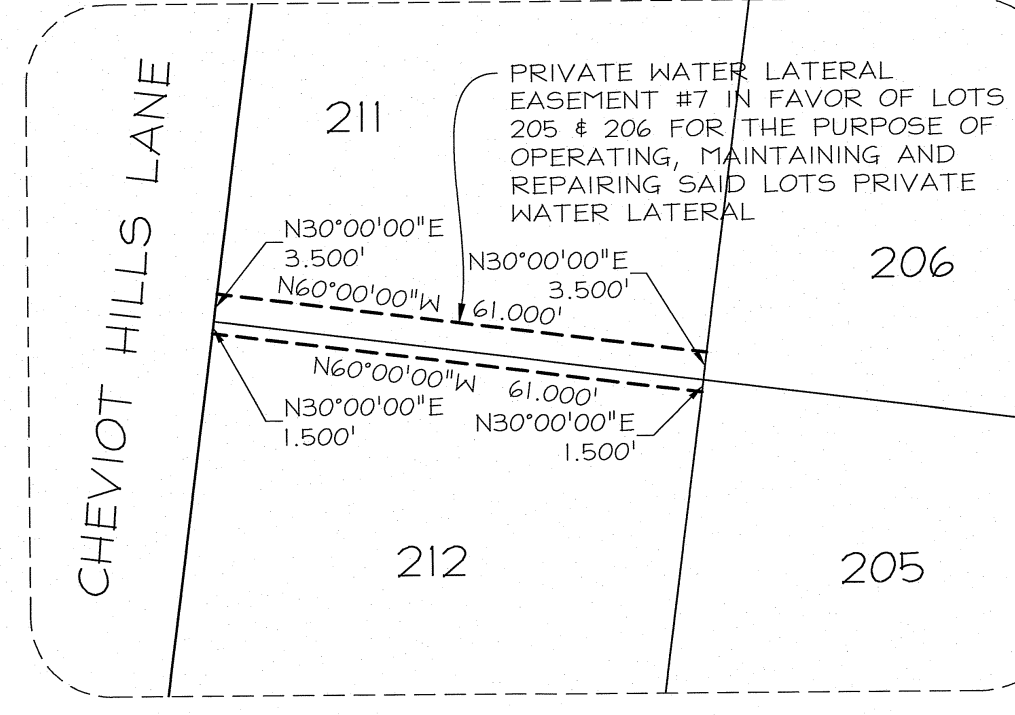 CHEVIOT HILLS LANE
211
PRIVATE WATER LATERAL
EASEMENT #7 IN FAVOR OF LOTS
205 & 206 FOR THE PURPOSE OF
OPERATING, MAINTAINING AND
REPAIRING SAID LOTS PRIVATE
WATER LATERAL
206
N30°00'00"E
3.500'
N30°00'00"E
3.500'
N60°00'00"W 61.000'
N60°00'00"W 61.000'
N30°00'00"E
1.500'
N30°00'00"E
1.500'
212
205